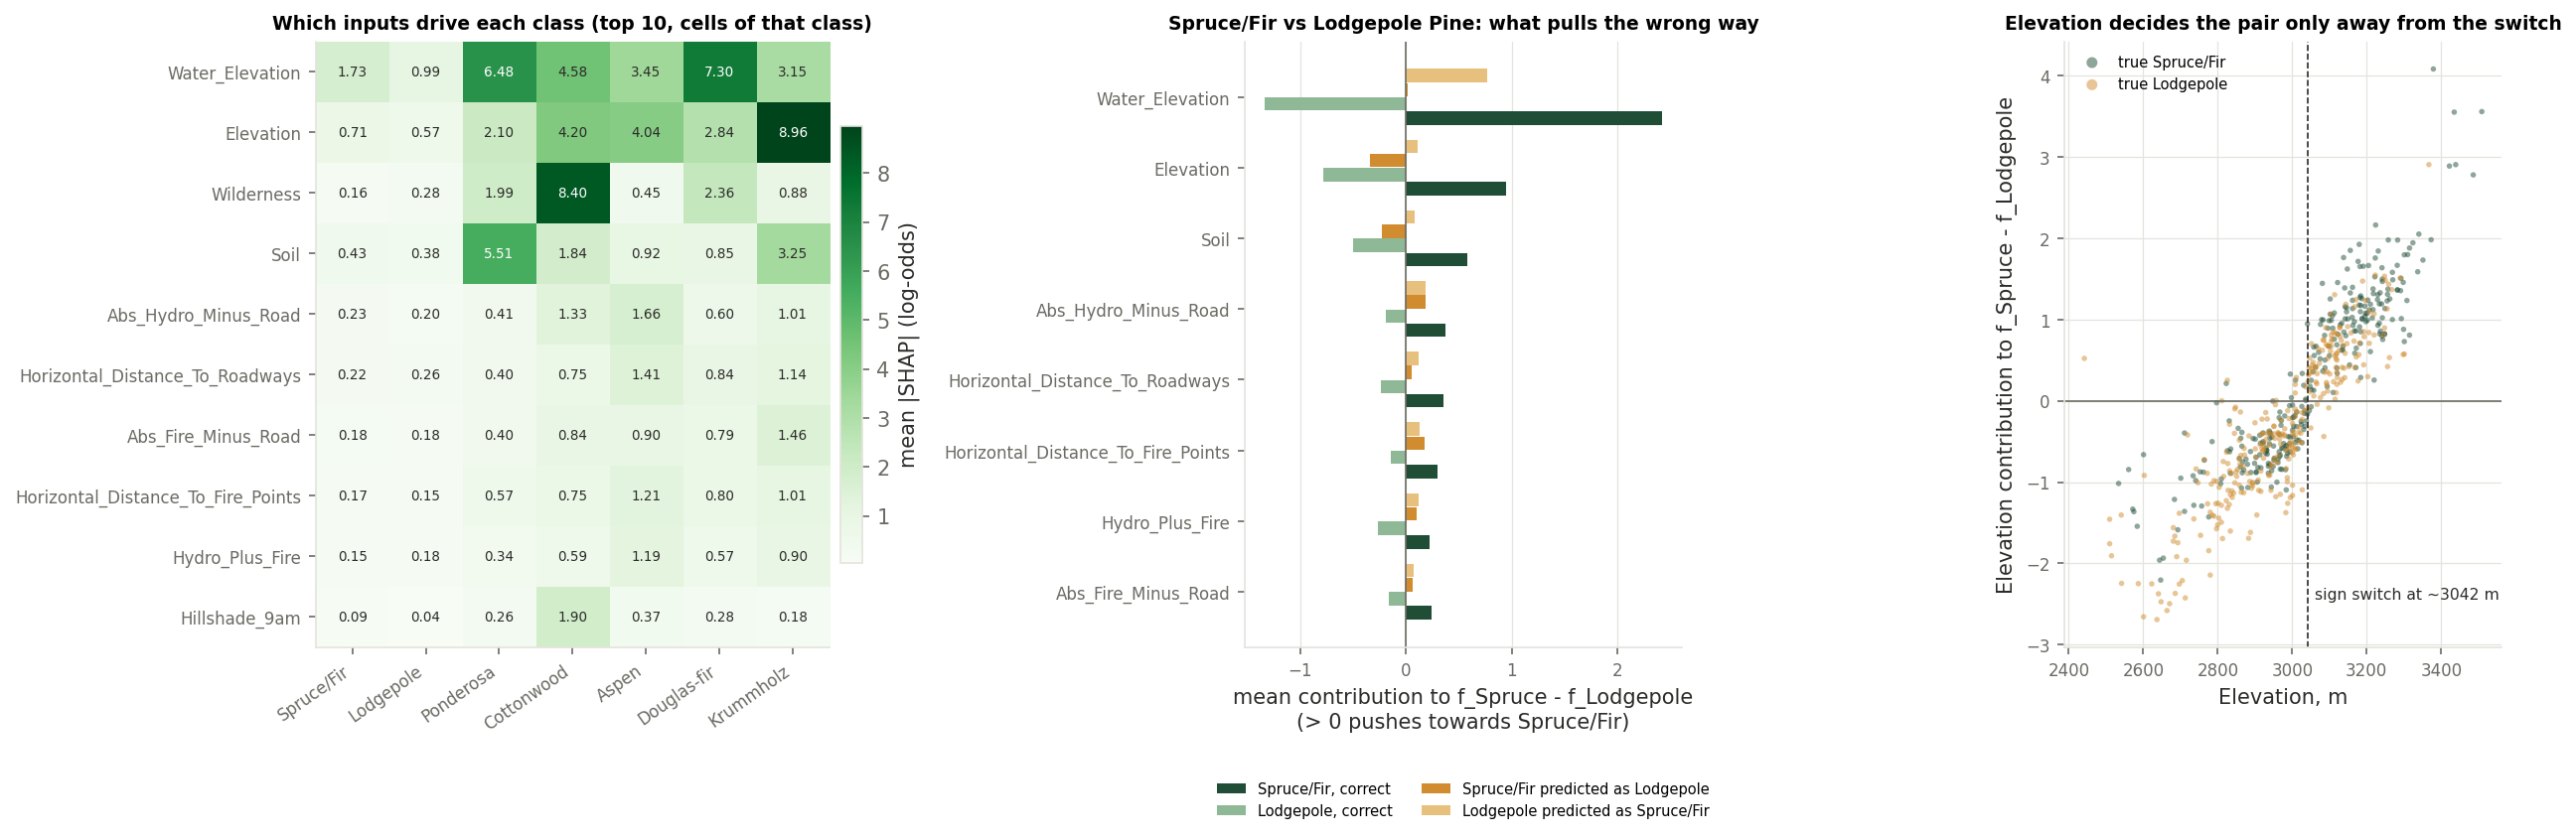 Which inputs drive each class (top 10, cells of that class)
Water_Elevation 1.73 0.99 6.48 4.58 3.45 7.30 3.15
Elevation 0.71 0.57 2.10 4.20 4.04 2.84 8.96
Wilderness 0.16 0.28 1.99 8.40 0.45 2.36 0.88
Soil 0.43 0.38 5.51 1.84 0.92 0.85 3.25
Abs_Hydro_Minus_Road 0.23 0.20 0.41 1.33 1.66 0.60 1.01
Horizontal_Distance_To_Roadways 0.22 0.26 0.40 0.75 1.41 0.84 1.14
Abs_Fire_Minus_Road 0.18 0.18 0.40 0.84 0.90 0.79 1.46
Horizontal_Distance_To_Fire_Points 0.17 0.15 0.57 0.75 1.21 0.80 1.01
Hydro_Plus_Fire 0.15 0.18 0.34 0.59 1.19 0.57 0.90
Hillshade_9am 0.09 0.04 0.26 1.90 0.37 0.28 0.18
Spruce/Fir Lodgepole Ponderosa Cottonwood Aspen Douglas-fir Krummholz
8
7
6
5
4
3
2
1
mean |SHAP| (log-odds)
Spruce/Fir vs Lodgepole Pine: what pulls the wrong way
Water_Elevation
Elevation
Soil
Abs_Hydro_Minus_Road
Horizontal_Distance_To_Roadways
Horizontal_Distance_To_Fire_Points
Hydro_Plus_Fire
Abs_Fire_Minus_Road
−1 0 1 2
mean contribution to f_Spruce - f_Lodgepole
(> 0 pushes towards Spruce/Fir)
Spruce/Fir, correct
Lodgepole, correct
Spruce/Fir predicted as Lodgepole
Lodgepole predicted as Spruce/Fir
Elevation decides the pair only away from the switch
true Spruce/Fir
true Lodgepole
Elevation contribution to f_Spruce - f_Lodgepole
4
3
2
1
0
−1
−2
−3
sign switch at ~3042 m
2400 2600 2800 3000 3200 3400
Elevation, m